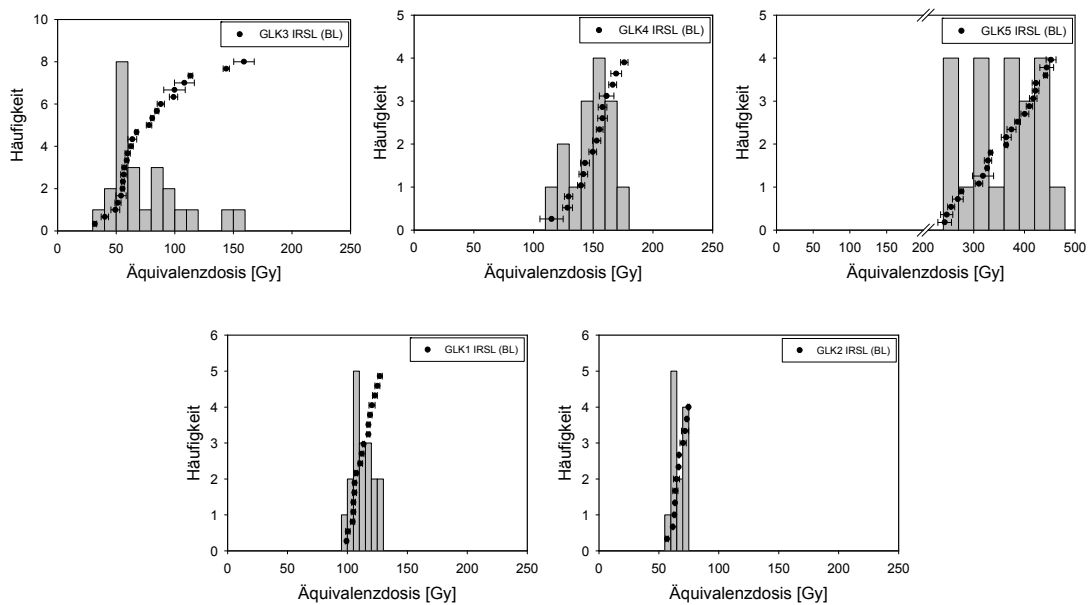 GLK3 IRSL (BL)
Häufigkeit
10
8
6
4
2
0
0 50 100 150 200 250
Äquivalenzdosis [Gy]
GLK4 IRSL (BL)
Häufigkeit
5
4
3
2
1
0
0 50 100 150 200 250
Äquivalenzdosis [Gy]
GLK5 IRSL (BL)
Häufigkeit
5
4
3
2
1
0
0 50 100 150 200 300 400 500
Äquivalenzdosis [Gy]
GLK1 IRSL (BL)
Häufigkeit
6
5
4
3
2
1
0
0 50 100 150 200 250
Äquivalenzdosis [Gy]
GLK2 IRSL (BL)
Häufigkeit
6
5
4
3
2
1
0
0 50 100 150 200 250
Äquivalenzdosis [Gy]